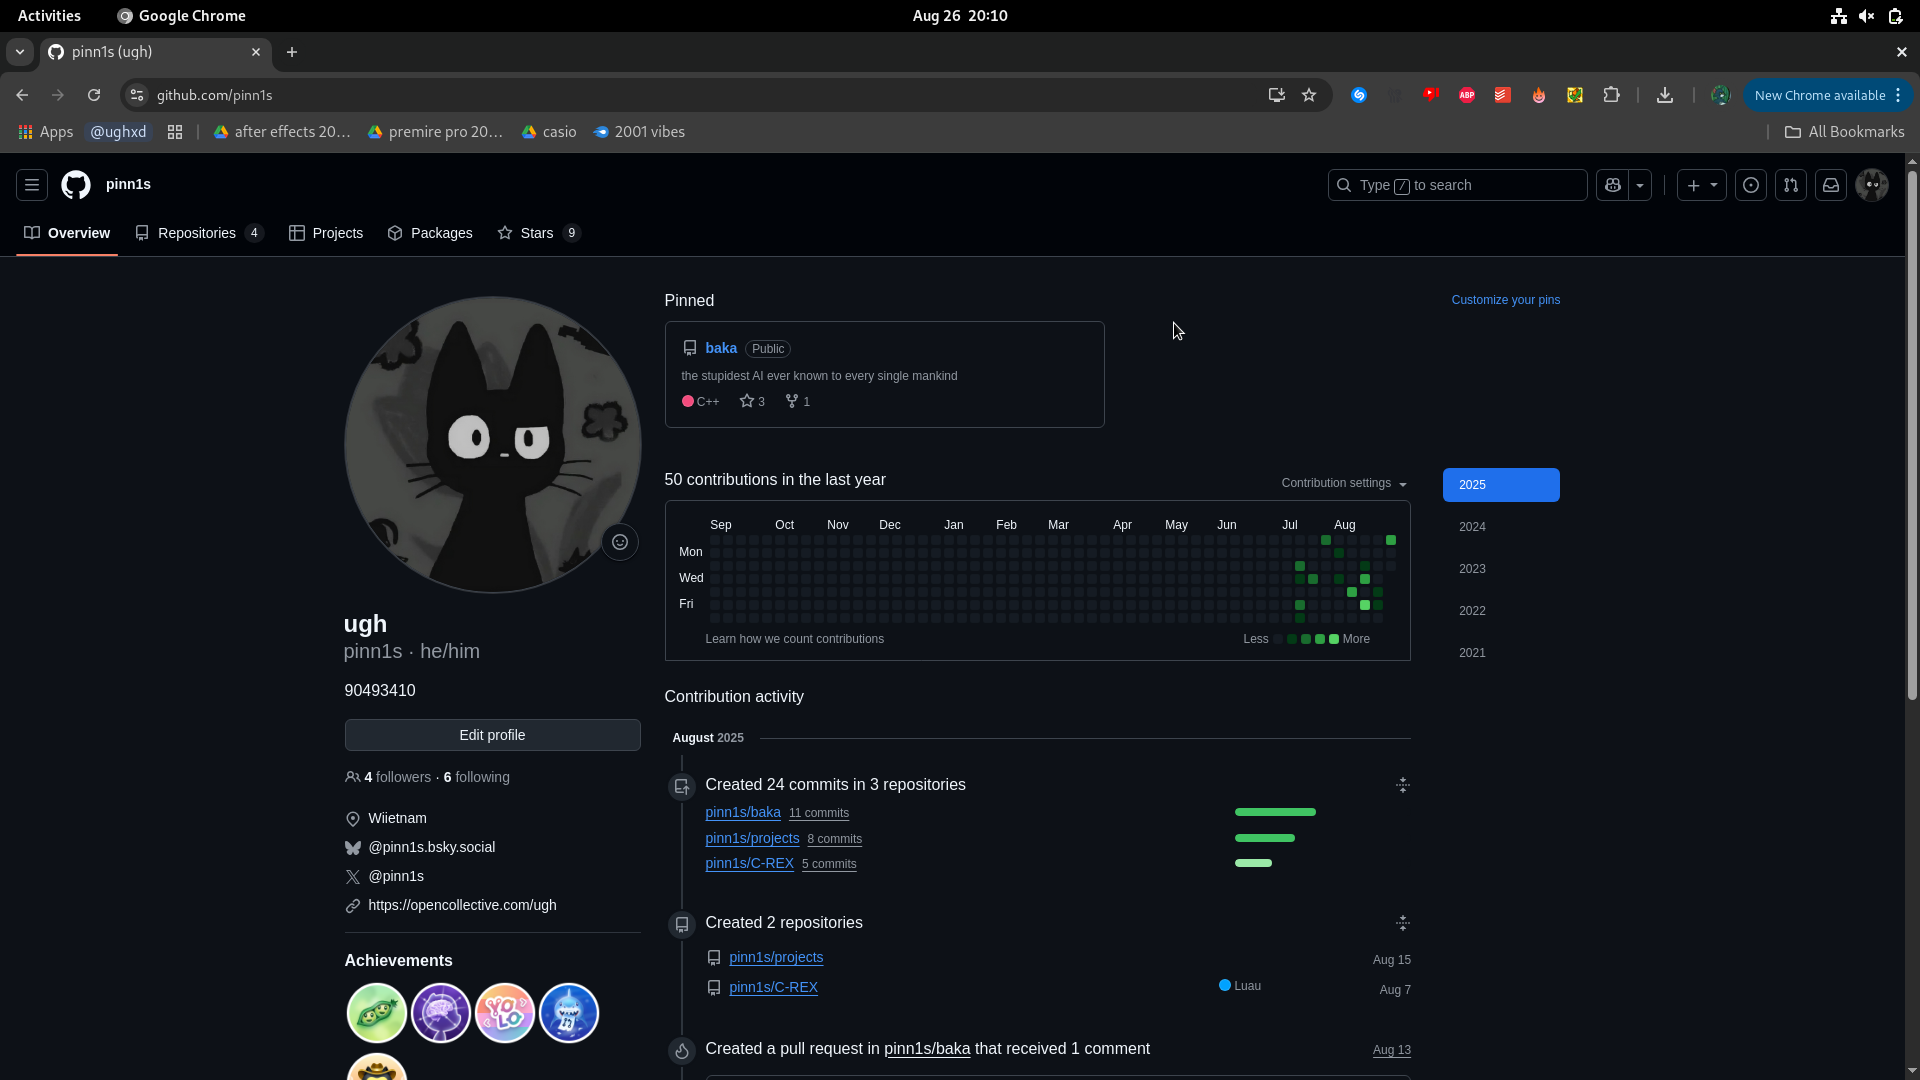 Activities
Google Chrome
Aug 26 20:10
pinn1s (ugh)
github.com/pinn1s
ABP
New Chrome available
Apps
@ughxd
after effects 20…
premire pro 20…
casio
2001 vibes
All Bookmarks
pinn1s
Type / to search
Overview
Repositories 4
Projects
Packages
Stars 9
Pinned
Customize your pins
baka Public
the stupidest AI ever known to every single mankind
C++ 3 1
50 contributions in the last year
Contribution settings
2025
2024
2023
2022
2021
Sep Oct Nov Dec Jan Feb Mar Apr May Jun Jul Aug
Mon
Wed
Fri
Learn how we count contributions
Less More
ugh
pinn1s · he/him
90493410
Edit profile
4 followers · 6 following
Wiietnam
@pinn1s.bsky.social
@pinn1s
https://opencollective.com/ugh
Achievements
YO
LO
Contribution activity
August 2025
Created 24 commits in 3 repositories
pinn1s/baka 11 commits
pinn1s/projects 8 commits
pinn1s/C-REX 5 commits
Created 2 repositories
pinn1s/projects Aug 15
pinn1s/C-REX Luau Aug 7
Created a pull request in pinn1s/baka that received 1 comment Aug 13